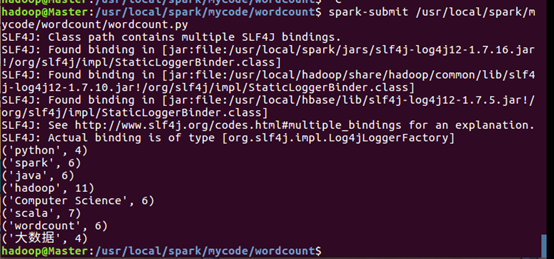 hadoop@Master:/usr/local/spark/mycode/wordcount$ spark-submit /usr/local/spark/m
ycode/wordcount/wordcount.py
SLF4J: Class path contains multiple SLF4J bindings.
SLF4J: Found binding in [jar:file:/usr/local/spark/jars/slf4j-log4j12-1.7.16.jar
!/org/slf4j/impl/StaticLoggerBinder.class]
SLF4J: Found binding in [jar:file:/usr/local/hadoop/share/hadoop/common/lib/slf4
j-log4j12-1.7.10.jar!/org/slf4j/impl/StaticLoggerBinder.class]
SLF4J: Found binding in [jar:file:/usr/local/hbase/lib/slf4j-log4j12-1.7.5.jar!/
org/slf4j/impl/StaticLoggerBinder.class]
SLF4J: See http://www.slf4j.org/codes.html#multiple_bindings for an explanation.
SLF4J: Actual binding is of type [org.slf4j.impl.Log4jLoggerFactory]
('python', 4)
('spark', 6)
('java', 6)
('hadoop', 11)
('Computer Science', 6)
('scala', 7)
('wordcount', 6)
('大数据', 4)
hadoop@Master:/usr/local/spark/mycode/wordcount$